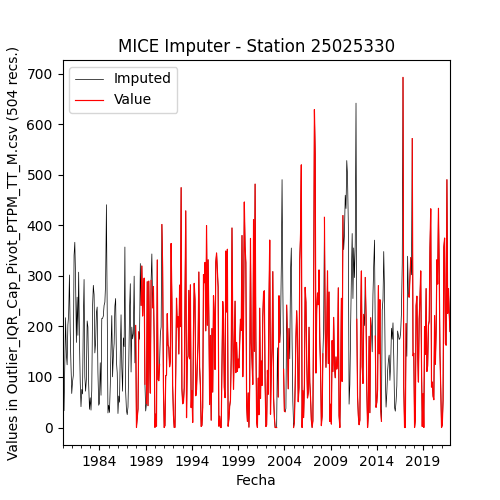 MICE Imputer - Station 25025330
Values in Outlier_IQR_Cap_Pivot_PTPM_TT_M.csv (504 recs.)
700
600
500
400
300
200
100
0
Imputed
Value
1984 1989 1994 1999 2004 2009 2014 2019
Fecha